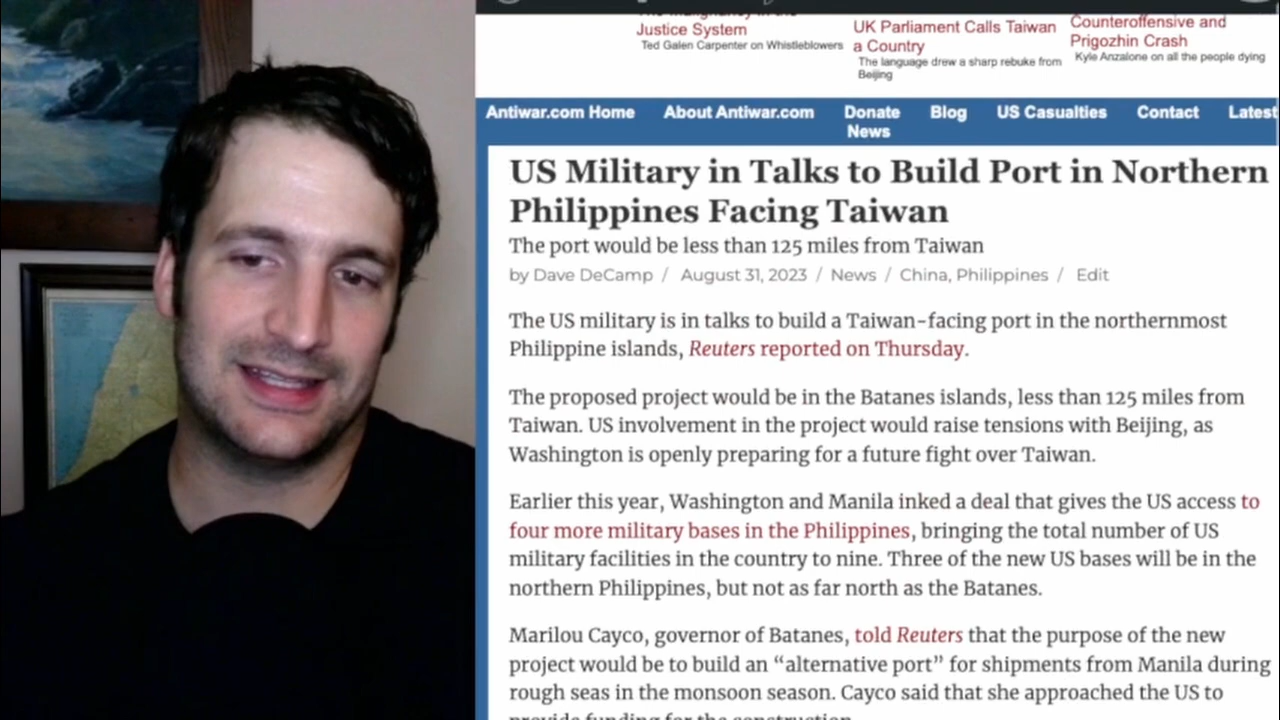 Justice System
Ted Galen Carpenter on Whistleblowers
UK Parliament Calls Taiwan
a Country
The language drew a sharp rebuke from
Beijing
Counteroffensive and
Prigozhin Crash
Kyle Anzalone on all the people dying
Antiwar.com Home About Antiwar.com Donate Blog US Casualties Contact Latest
News
US Military in Talks to Build Port in Northern
Philippines Facing Taiwan
The port would be less than 125 miles from Taiwan
by Dave DeCamp / August 31, 2023 / News / China, Philippines / Edit
The US military is in talks to build a Taiwan-facing port in the northernmost
Philippine islands, Reuters reported on Thursday.
The proposed project would be in the Batanes islands, less than 125 miles from
Taiwan. US involvement in the project would raise tensions with Beijing, as
Washington is openly preparing for a future fight over Taiwan.
Earlier this year, Washington and Manila inked a deal that gives the US access to
four more military bases in the Philippines, bringing the total number of US
military facilities in the country to nine. Three of the new US bases will be in the
northern Philippines, but not as far north as the Batanes.
Marilou Cayco, governor of Batanes, told Reuters that the purpose of the new
project would be to build an “alternative port” for shipments from Manila during
rough seas in the monsoon season. Cayco said that she approached the US to
provide funding for the construction.